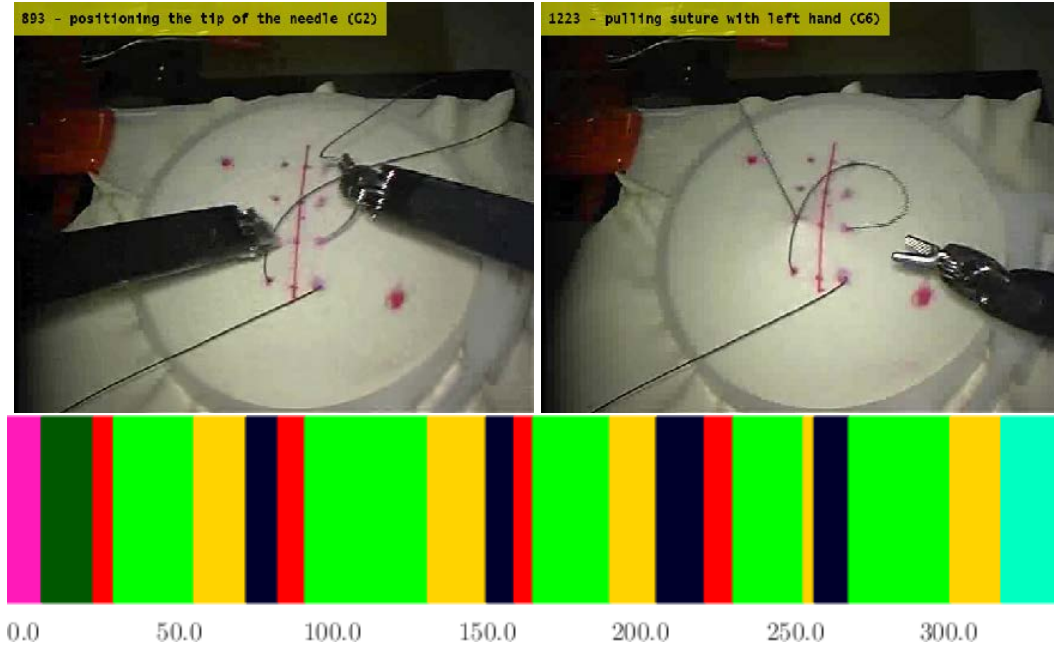 893 - positioning the tip of the needle (G2)
1223 - pulling suture with left hand (G6)
0.0 50.0 100.0 150.0 200.0 250.0 300.0